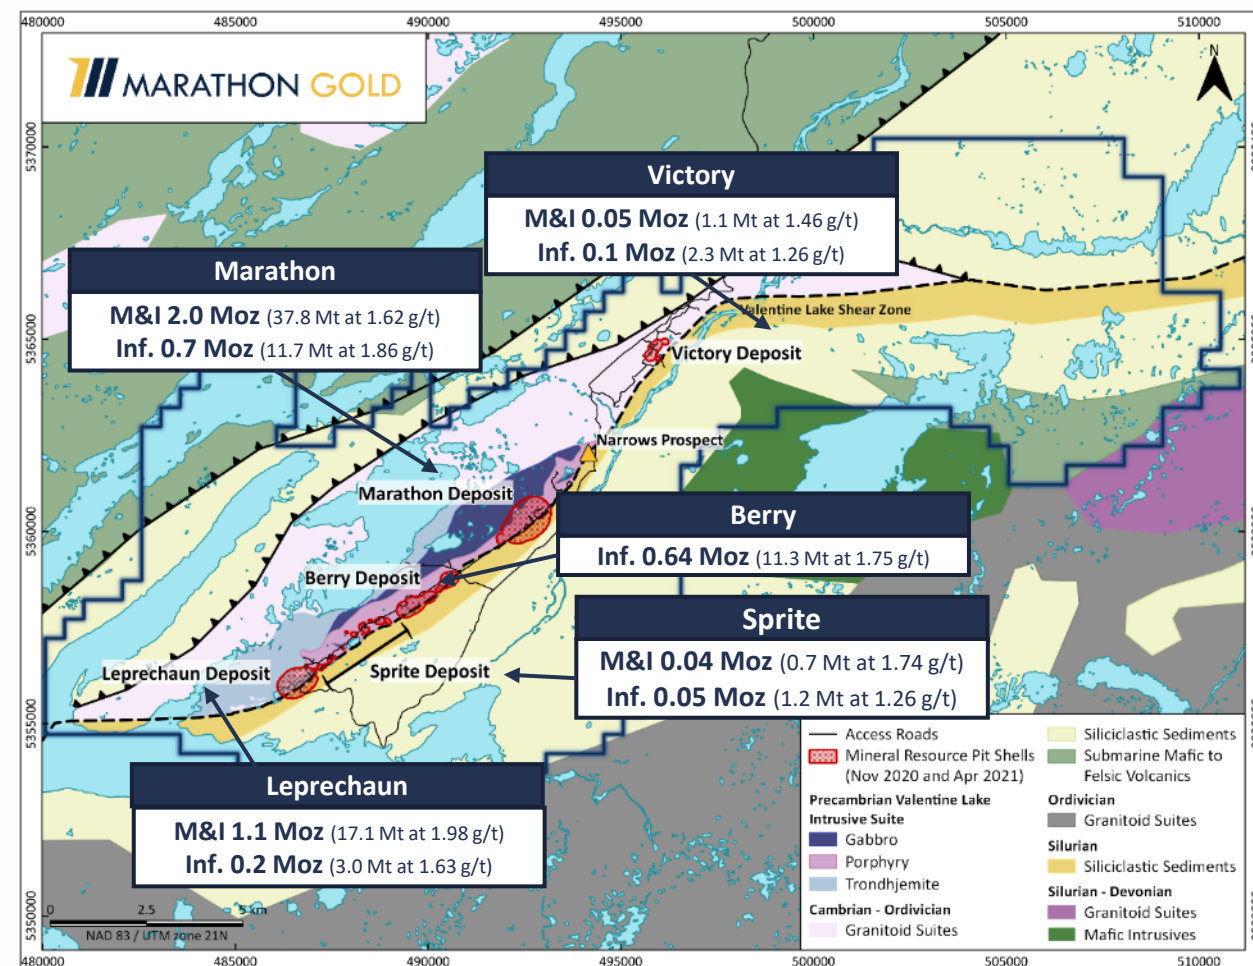 480000 485000 490000 495000 500000 505000 510000
MARATHON GOLD
N
5370000
5365000
5360000
5355000
5350000
Victory
M&I 0.05 Moz (1.1 Mt at 1.46 g/t)
Inf. 0.1 Moz (2.3 Mt at 1.26 g/t)
Marathon
M&I 2.0 Moz (37.8 Mt at 1.62 g/t)
Inf. 0.7 Moz (11.7 Mt at 1.86 g/t)
Valentine Lake Shear Zone
Victory Deposit
Narrows Prospect
Marathon Deposit
Berry
Inf. 0.64 Moz (11.3 Mt at 1.75 g/t)
Berry Deposit
Sprite
M&I 0.04 Moz (0.7 Mt at 1.74 g/t)
Inf. 0.05 Moz (1.2 Mt at 1.26 g/t)
Leprechaun Deposit
Sprite Deposit
Leprechaun
M&I 1.1 Moz (17.1 Mt at 1.98 g/t)
Inf. 0.2 Moz (3.0 Mt at 1.63 g/t)
Access Roads
Mineral Resource Pit Shells
(Nov 2020 and Apr 2021)
Precambrian Valentine Lake
Intrusive Suite
Gabbro
Porphyry
Trondhjemite
Cambrian - Ordivician
Granitoid Suites
Siliciclastic Sediments
Submarine Mafic to
Felsic Volcanics
Ordivician
Granitoid Suites
Silurian
Siliciclastic Sediments
Silurian - Devonian
Granitoid Suites
Mafic Intrusives
0 2.5 5 km
NAD 83 / UTM zone 21N
480000 485000 490000 495000 500000 505000 510000